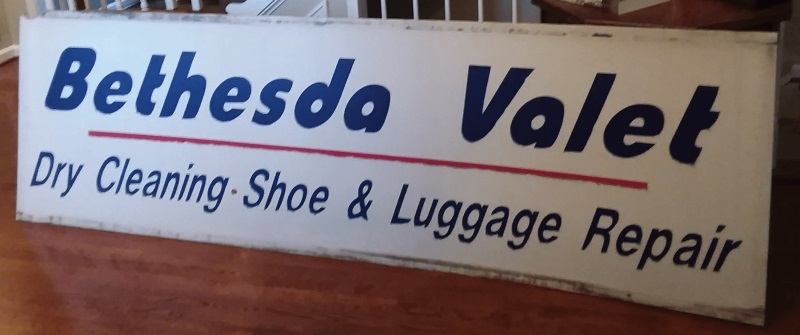 Bethesda Valet
Dry Cleaning · Shoe & Luggage Repair